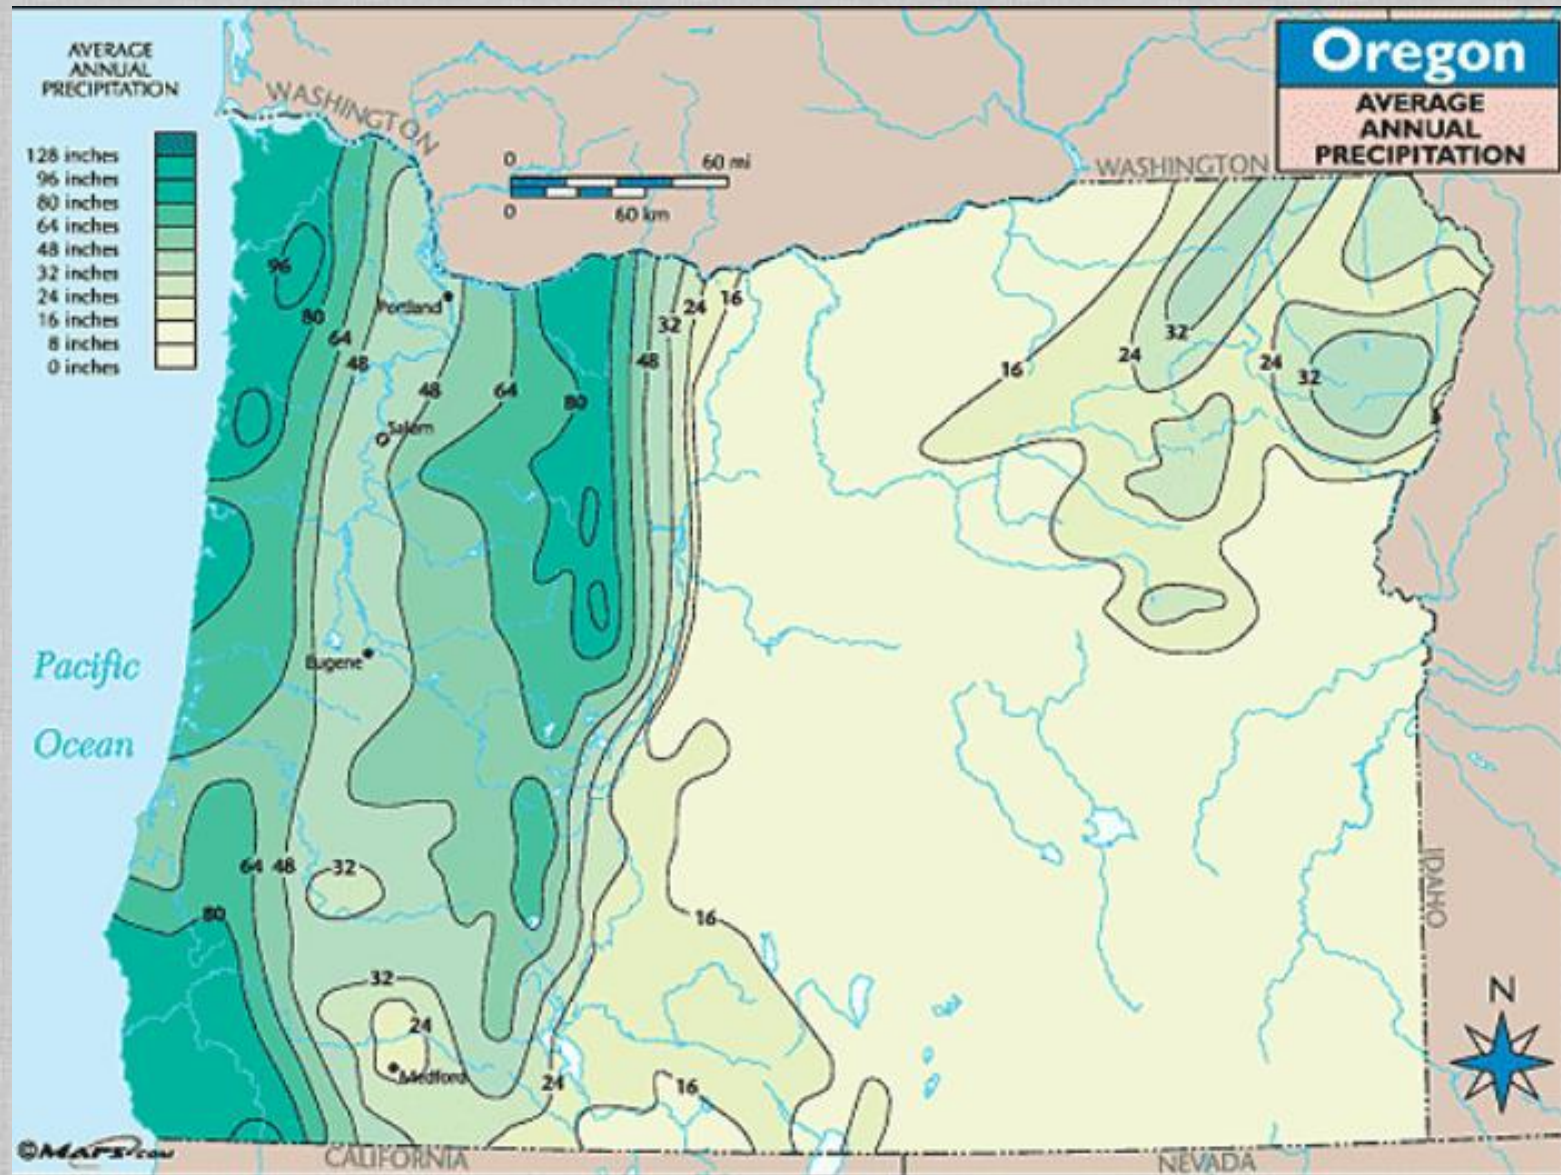 AVERAGE
ANNUAL
PRECIPITATION
128 inches
96 inches
80 inches
64 inches
48 inches
32 inches
24 inches
16 inches
8 inches
0 inches
Oregon
AVERAGE
ANNUAL
PRECIPITATION
WASHINGTON
WASHINGTON
0
60 mi
0
60 km
96
80
64
48
Portland
48
64
80
48
32
24
16
16
24
32
24
32
Salem
Eugene
Pacific
Ocean
64
48
32
80
16
32
24
Medford
24
16
IDAHO
N
CALIFORNIA
NEVADA